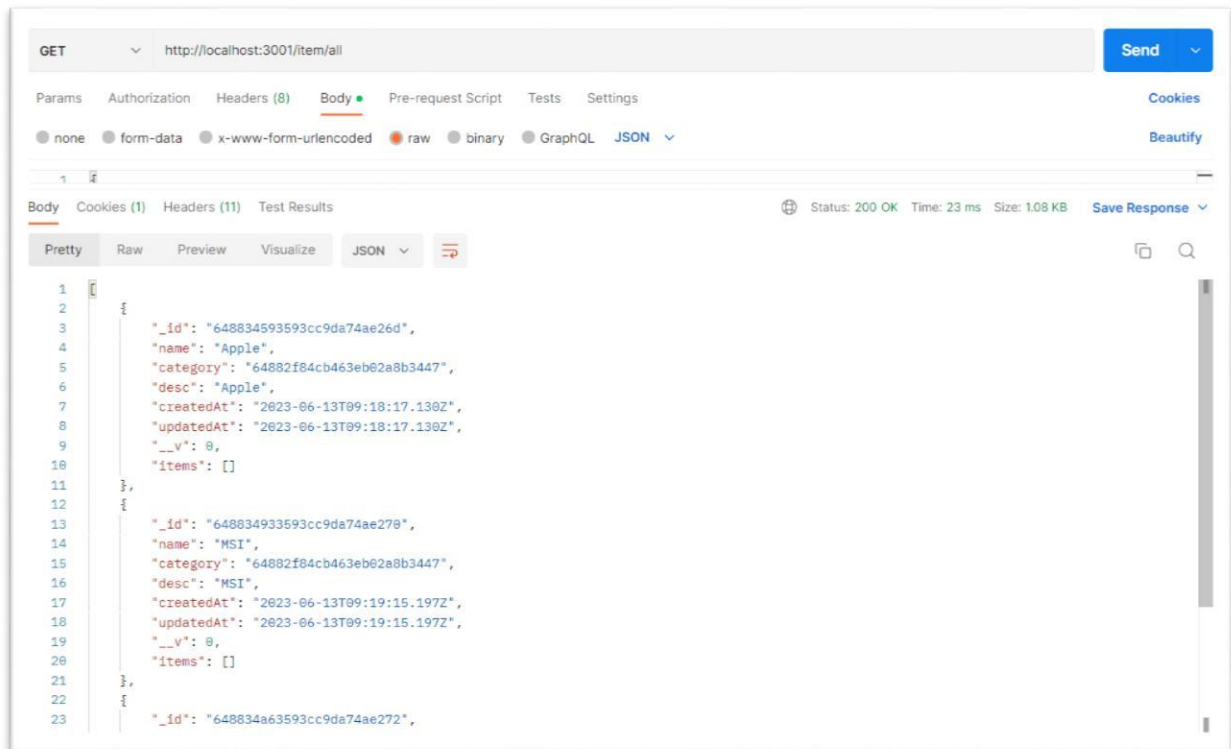 GET http://localhost:3001/item/all Send
Params Authorization Headers (8) Body Pre-request Script Tests Settings Cookies
none form-data x-www-form-urlencoded raw binary GraphQL JSON Beautify
1 {
Body Cookies (1) Headers (11) Test Results Status: 200 OK Time: 23 ms Size: 1.08 KB Save Response
Pretty Raw Preview Visualize JSON
1 [
2 {
3 "_id": "648834593593cc9da74ae26d",
4 "name": "Apple",
5 "category": "64882f84cb463eb02a8b3447",
6 "desc": "Apple",
7 "createdAt": "2023-06-13T09:18:17.130Z",
8 "updatedAt": "2023-06-13T09:18:17.130Z",
9 "__v": 0,
10 "items": []
11 },
12 {
13 "_id": "648834933593cc9da74ae270",
14 "name": "MSI",
15 "category": "64882f84cb463eb02a8b3447",
16 "desc": "MSI",
17 "createdAt": "2023-06-13T09:19:15.197Z",
18 "updatedAt": "2023-06-13T09:19:15.197Z",
19 "__v": 0,
20 "items": []
21 },
22 {
23 "_id": "648834a63593cc9da74ae272",